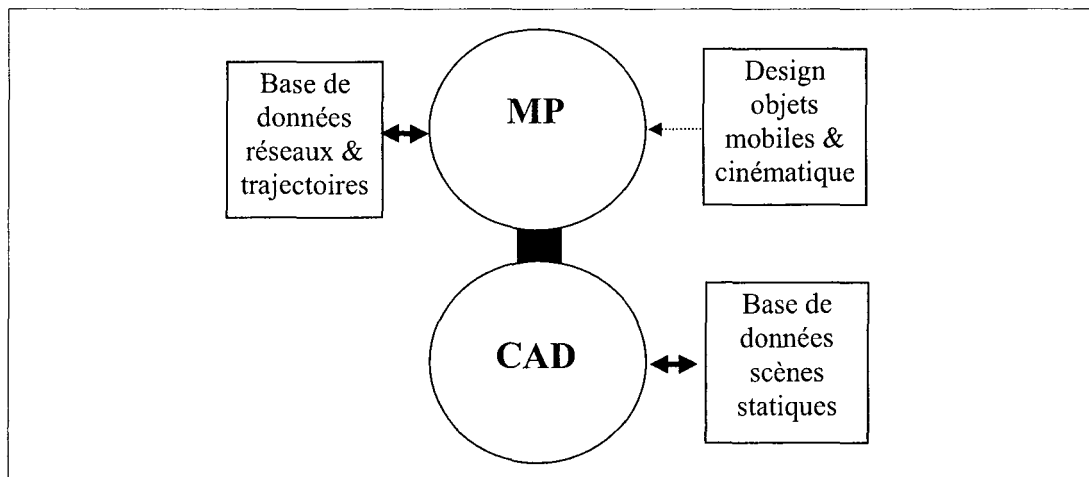 Base de
données
réseaux &
trajectoires
MP
Design
objets
mobiles &
cinématique
CAD
Base de
données
scènes
statiques